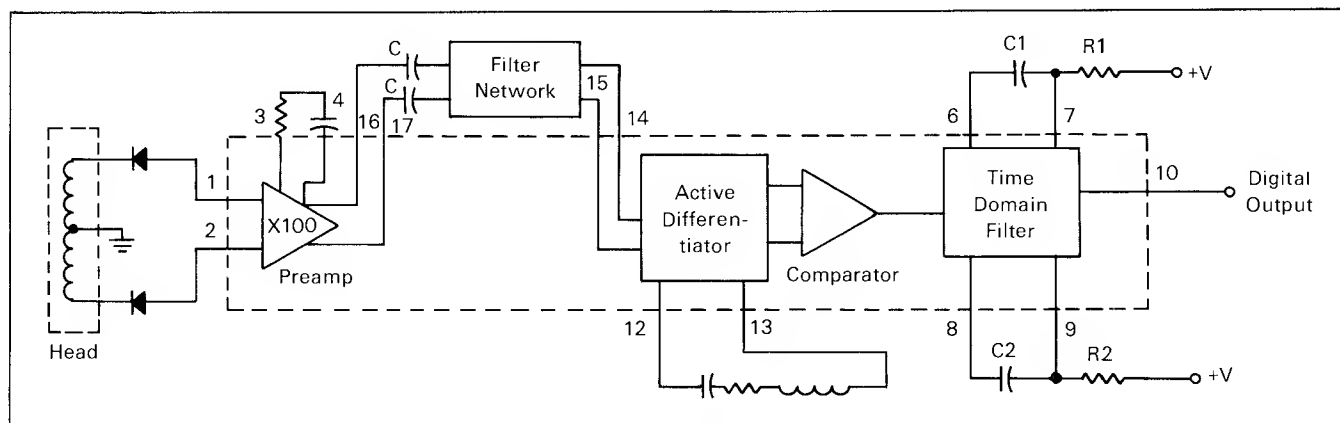 C1
R1
C
Filter
Network
+V
3
4
C
16
17
15
14
6
7
1
2
X100
Preamp
Active
Differen-
tiator
Comparator
Time
Domain
Filter
10
Digital
Output
Head
12
13
8
9
C2
R2
+V